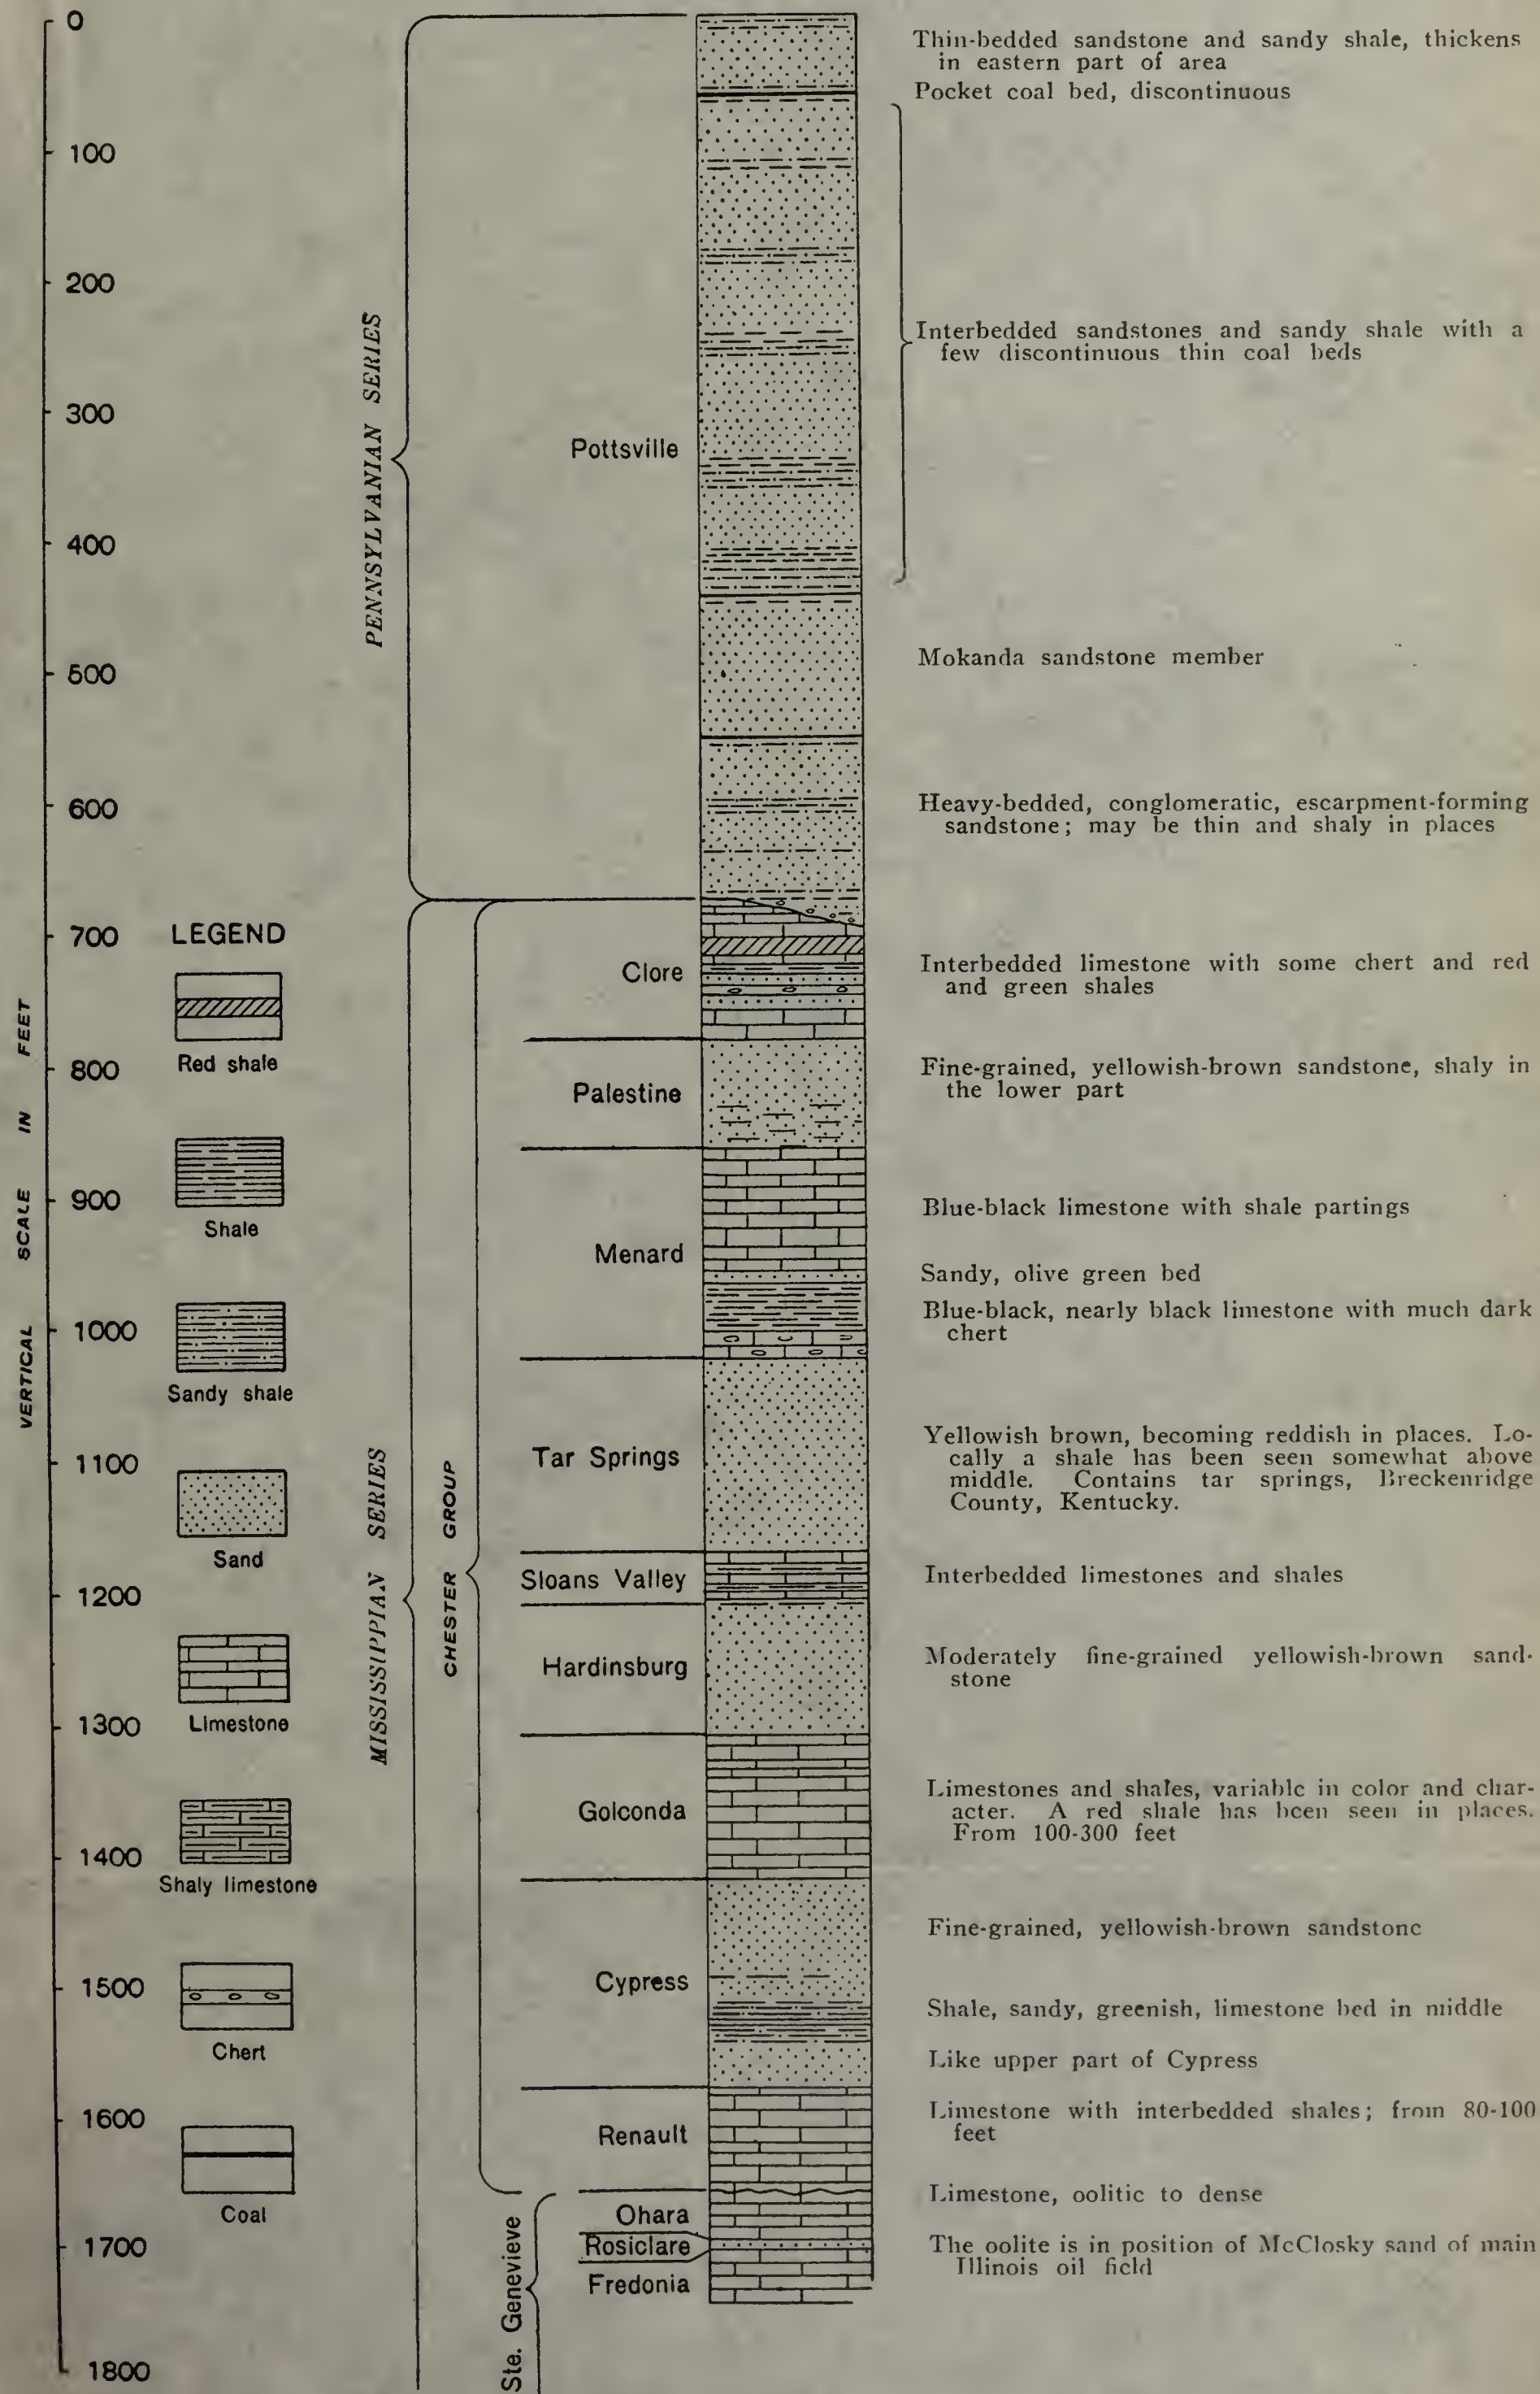 0
100
200
300
400
500
600
700
800
900
1000
1100
1200
1300
1400
1500
1600
1700
1800
VERTICAL SCALE IN FEET
LEGEND
Red shale
Shale
Sandy shale
Sand
Limestone
Shaly limestone
Chert
Coal
PENNSYLVANIAN SERIES
MISSISSIPPIAN SERIES
CHESTER GROUP
Ste. Genevieve
Pottsville
Clore
Palestine
Menard
Tar Springs
Sloans Valley
Hardinsburg
Golconda
Cypress
Renault
Ohara
Rosiclare
Fredonia
Thin-bedded sandstone and sandy shale, thickens
in eastern part of area
Pocket coal bed, discontinuous
Interbedded sandstones and sandy shale with a
few discontinuous thin coal beds
Mokanda sandstone member
Heavy-bedded, conglomeratic, escarpment-forming
sandstone; may be thin and shaly in places
Interbedded limestone with some chert and red
and green shales
Fine-grained, yellowish-brown sandstone, shaly in
the lower part
Blue-black limestone with shale partings
Sandy, olive green bed
Blue-black, nearly black limestone with much dark
chert
Yellowish brown, becoming reddish in places. Lo-
cally a shale has been seen somewhat above
middle. Contains tar springs, Breckenridge
County, Kentucky.
Interbedded limestones and shales
Moderately fine-grained yellowish-brown sand-
stone
Limestones and shales, variable in color and char-
acter. A red shale has been seen in places.
From 100-300 feet
Fine-grained, yellowish-brown sandstone
Shale, sandy, greenish, limestone bed in middle
Like upper part of Cypress
Limestone with interbedded shales; from 80-100
feet
Limestone, oolitic to dense
The oolite is in position of McClosky sand of main
Illinois oil field